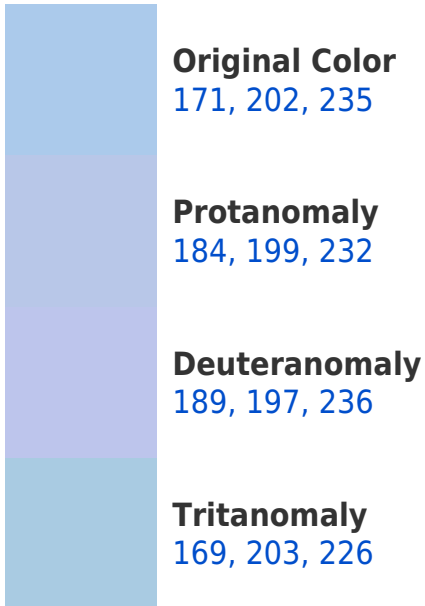 Original Color
171, 202, 235
Protanomaly
184, 199, 232
Deuteranomaly
189, 197, 236
Tritanomaly
169, 203, 226